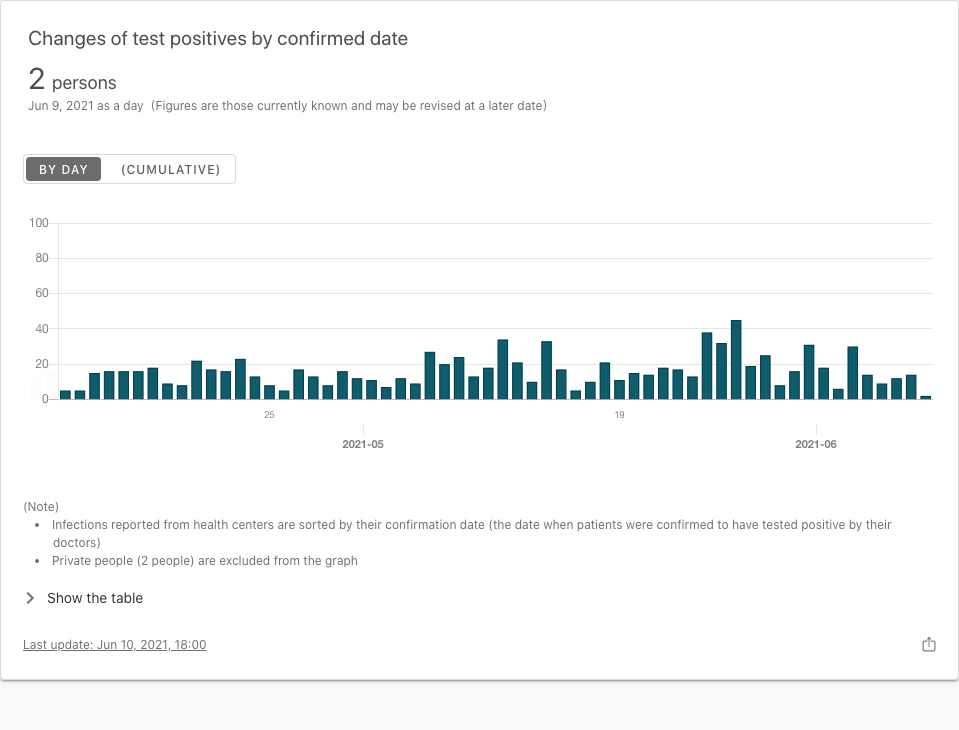 Changes of test positives by confirmed date
2 persons
Jun 9, 2021 as a day (Figures are those currently known and may be revised at a later date)
BY DAY (CUMULATIVE)
100
80
60
40
20
0
25 19
2021-05 2021-06
(Note)
• Infections reported from health centers are sorted by their confirmation date (the date when patients were confirmed to have tested positive by their
doctors)
• Private people (2 people) are excluded from the graph
Show the table
Last update: Jun 10, 2021, 18:00